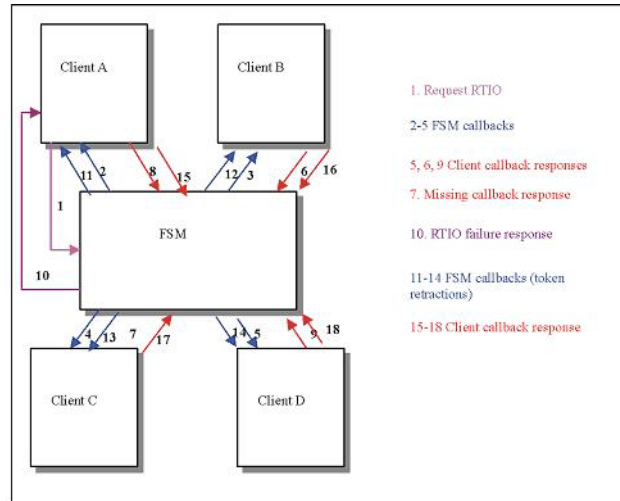 Client A
Client B
1. Request RTIO
2-5 FSM callbacks
11
2
8
15
12
3
6
16
5, 6, 9 Client callback responses
7. Missing callback response
1
FSM
10. RTIO failure response
10
11-14 FSM callbacks (token
retractions)
4
13
7
17
14
5
9
18
15-18 Client callback response
Client C
Client D